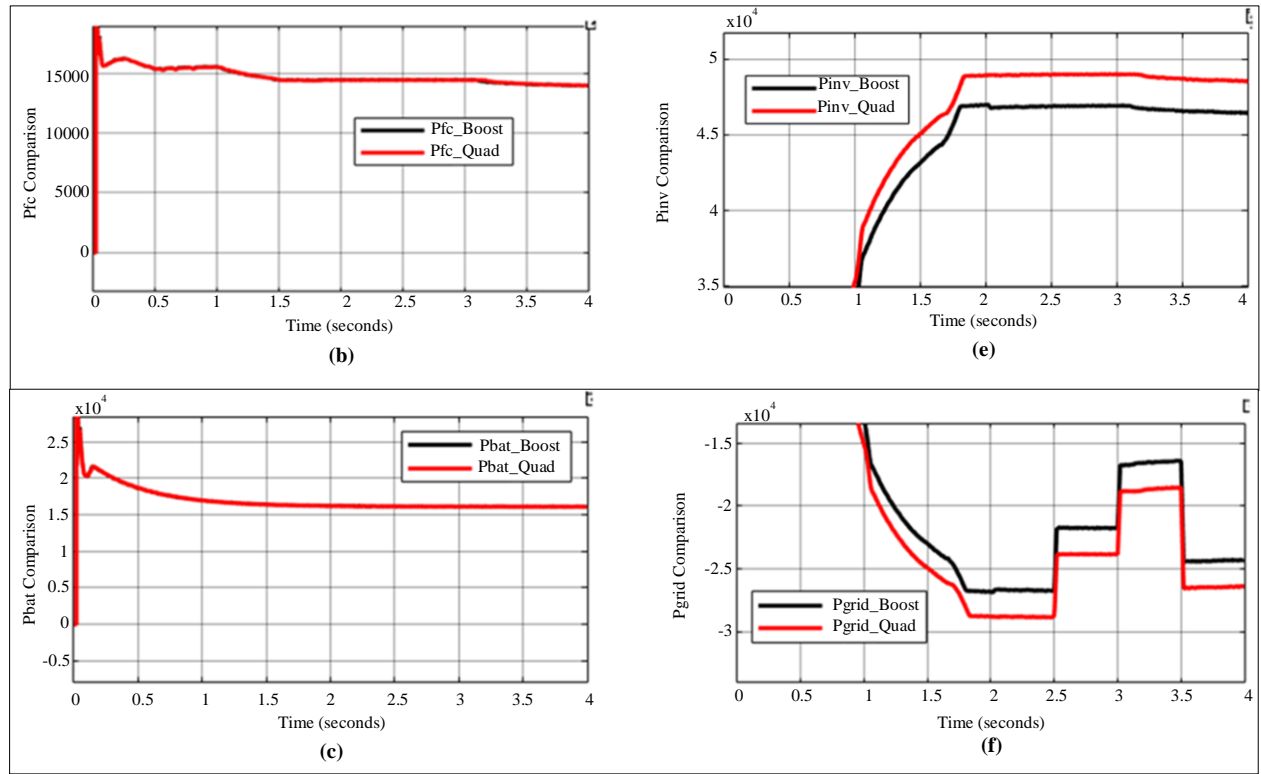 Pfc Comparison
15000
10000
5000
0
Pfc_Boost
Pfc_Quad
0 0.5 1 1.5 2 2.5 3 3.5 4
Time (seconds)
(b)
x10^4
Pinv Comparison
5
4.5
4
3.5
Pinv_Boost
Pinv_Quad
0 0.5 1 1.5 2 2.5 3 3.5 4
Time (seconds)
(e)
x10^4
Pbat Comparison
2.5
2
1.5
1
0.5
0
-0.5
Pbat_Boost
Pbat_Quad
0 0.5 1 1.5 2 2.5 3 3.5 4
Time (seconds)
(c)
x10^4
Pgrid Comparison
-15
-2
-25
-3
Pgrid_Boost
Pgrid_Quad
0 0.5 1 1.5 2 2.5 3 3.5 4
Time (seconds)
(f)